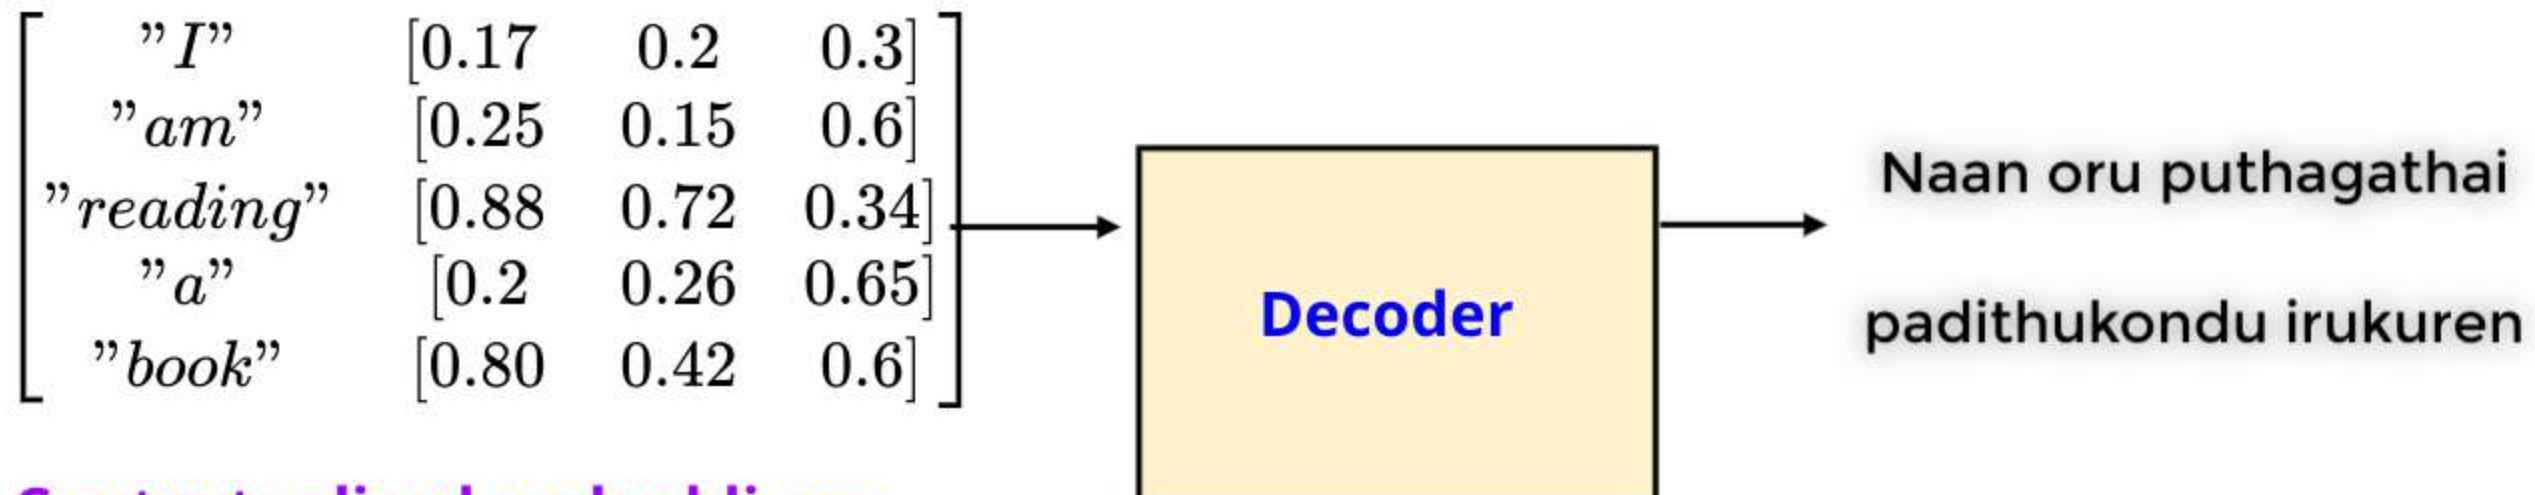 "I" [0.17 0.2 0.3]
"am" [0.25 0.15 0.6]
"reading" [0.88 0.72 0.34]
"a" [0.2 0.26 0.65]
"book" [0.80 0.42 0.6]
Decoder
Naan oru puthagathai
padithukondu irukuren